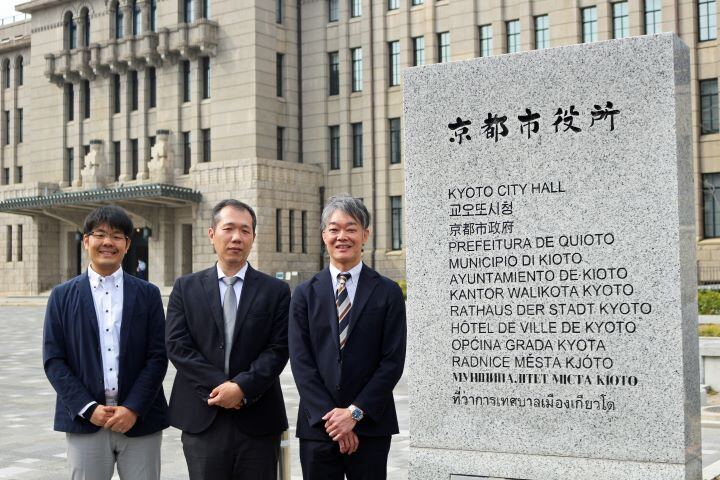 京都市役所
KYOTO CITY HALL
교오또시청
京都市政府
PREFEITURA DE QUIOTO
MUNICIPIO DI KIOTO
AYUNTAMIENTO DE KIOTO
KANTOR WALIKOTA KYOTO
RATHAUS DER STADT KYOTO
HÔTEL DE VILLE DE KYOTO
OPĆINA GRADA KYOTA
RADNICE MĚSTA KJÓTO
МУНІЦИПАЛІТЕТ МІСТА КІОТО
ที่ว่าการเทศบาลเมืองเกียวโต